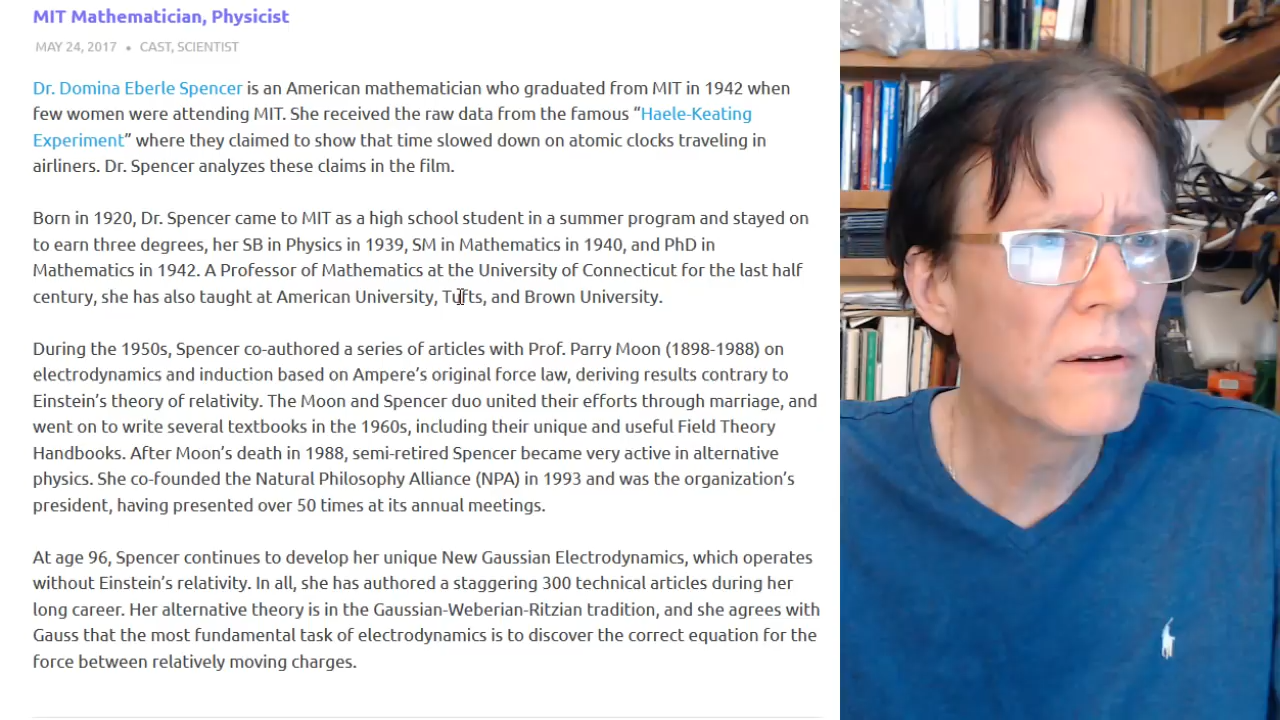 MIT Mathematician, Physicist
MAY 24, 2017 • CAST, SCIENTIST
Dr. Domina Eberle Spencer is an American mathematician who graduated from MIT in 1942 when
few women were attending MIT. She received the raw data from the famous “Haele-Keating
Experiment” where they claimed to show that time slowed down on atomic clocks traveling in
airliners. Dr. Spencer analyzes these claims in the film.
Born in 1920, Dr. Spencer came to MIT as a high school student in a summer program and stayed on
to earn three degrees, her SB in Physics in 1939, SM in Mathematics in 1940, and PhD in
Mathematics in 1942. A Professor of Mathematics at the University of Connecticut for the last half
century, she has also taught at American University, Tufts, and Brown University.
During the 1950s, Spencer co-authored a series of articles with Prof. Parry Moon (1898-1988) on
electrodynamics and induction based on Ampere’s original force law, deriving results contrary to
Einstein’s theory of relativity. The Moon and Spencer duo united their efforts through marriage, and
went on to write several textbooks in the 1960s, including their unique and useful Field Theory
Handbooks. After Moon’s death in 1988, semi-retired Spencer became very active in alternative
physics. She co-founded the Natural Philosophy Alliance (NPA) in 1993 and was the organization’s
president, having presented over 50 times at its annual meetings.
At age 96, Spencer continues to develop her unique New Gaussian Electrodynamics, which operates
without Einstein’s relativity. In all, she has authored a staggering 300 technical articles during her
long career. Her alternative theory is in the Gaussian-Weberian-Ritzian tradition, and she agrees with
Gauss that the most fundamental task of electrodynamics is to discover the correct equation for the
force between relatively moving charges.